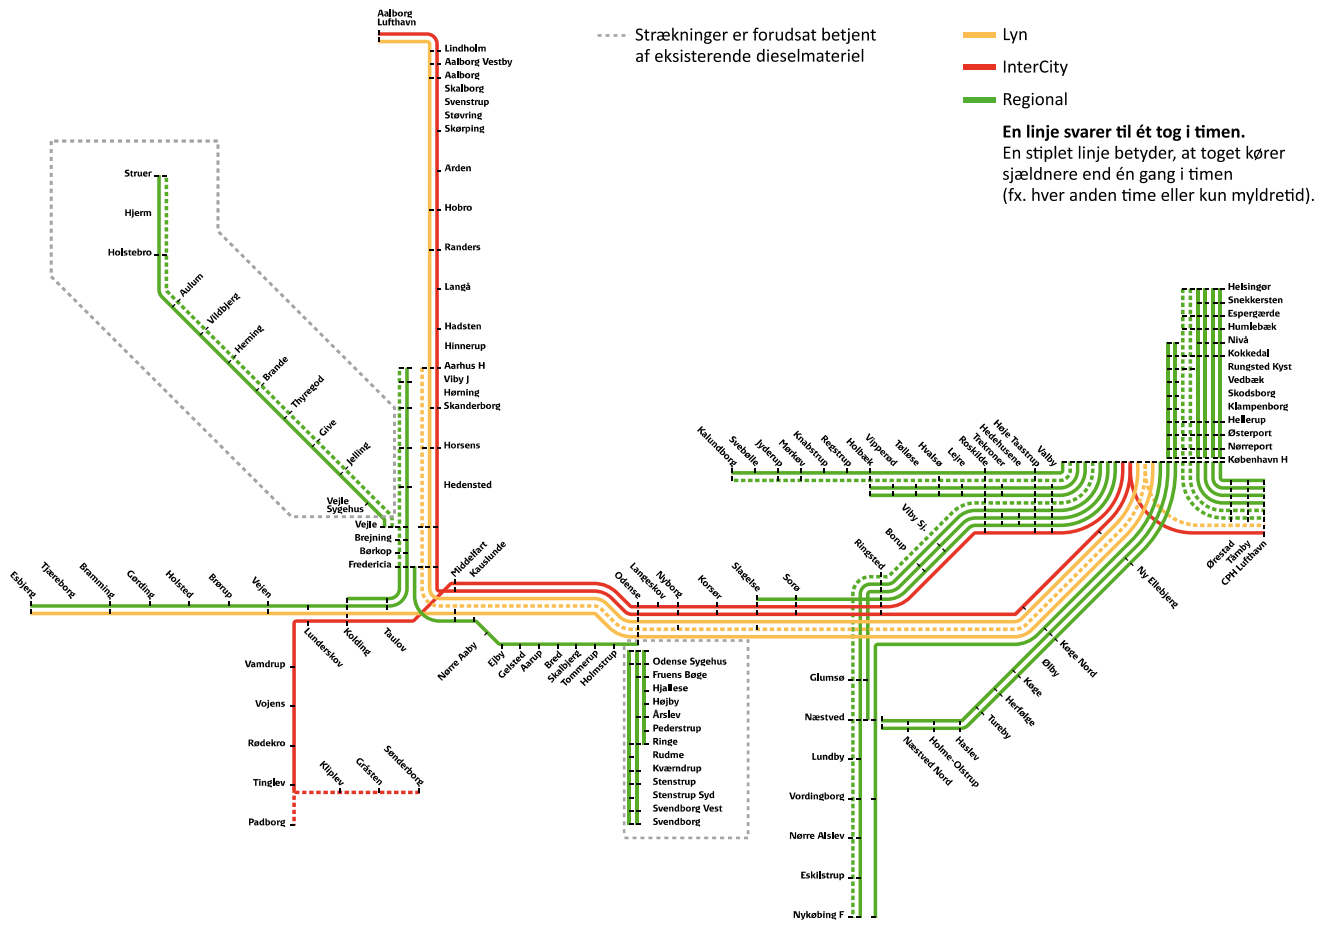 Aalborg
Lufthavn
Lindholm
Aalborg Vestby
Aalborg
Skalborg
Svenstrup
Støvring
Skørping
Arden
Hobro
Randers
Langå
Hadsten
Hinnerup
Aarhus H
Viby J
Hørning
Skanderborg
Horsens
Hedensted
Strækninger er forudsat betjent
af eksisterende dieselmateriel
Lyn
InterCity
Regional
En linje svarer til ét tog i timen.
En stiplet linje betyder, at toget kører
sjældnere end én gang i timen
(fx. hver anden time eller kun myldretid).
Struer
Hjerm
Holstebro
Aulum
Vildbjerg
Herning
Brande
Thyregod
Give
Jelling
Vejle
Sygehus
Vejle
Brejning
Børkop
Fredericia
Esbjerg
Tjæreborg
Bramming
Gørding
Holsted
Brørup
Vejen
Lunderskov
Kolding
Taulov
Vamdrup
Vojens
Rødekro
Tinglev
Padborg
Kliplev
Gråsten
Sønderborg
Middelfart
Kauslunde
Nørre Aaby
Ejby
Gelsted
Aarup
Bred
Skalbjerg
Tommerup
Holmstrup
Odense
Langeskov
Nyborg
Korsør
Slagelse
Sorø
Ringsted
Borup
Viby Sj.
Odense Sygehus
Fruens Bøge
Hjallese
Højby
Årslev
Pederstrup
Ringe
Rudme
Kværndrup
Stenstrup
Stenstrup Syd
Svendborg Vest
Svendborg
Kalundborg
Svebølle
Jyderup
Mørkøv
Knabstrup
Regstrup
Holbæk
Vipperød
Tølløse
Hvalsø
Lejre
Roskilde
Trekroner
Hedehusene
Høje Taastrup
Valby
Helsingør
Snekkersten
Espergærde
Humlebæk
Nivå
Kokkedal
Rungsted Kyst
Vedbæk
Skodsborg
Klampenborg
Hellerup
Østerport
Nørreport
København H
Ørestad
Tårnby
CPH Lufthavn
Ny Ellebjerg
Køge Nord
Ølby
Køge
Herfølge
Tureby
Haslev
Holme-Olstrup
Næstved Nord
Glumsø
Næstved
Lundby
Vordingborg
Nørre Alslev
Eskilstrup
Nykøbing F